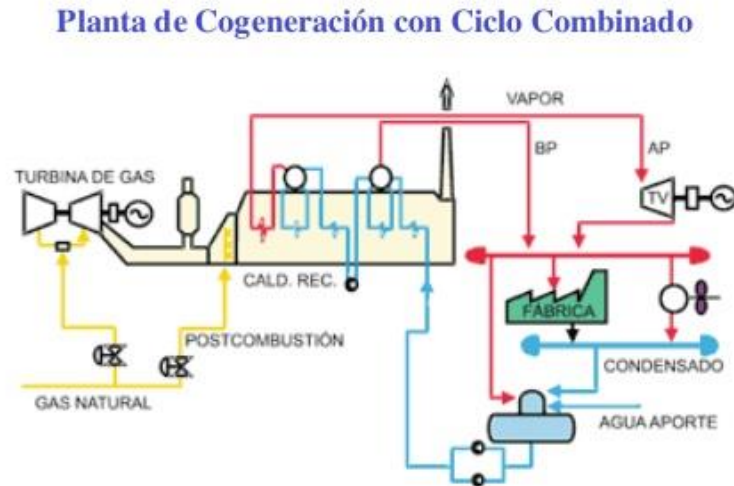 Planta de Cogeneración con Ciclo Combinado
VAPOR
BP
AP
TURBINA DE GAS
TV
CALD. REC.
FÁBRICA
POSTCOMBUSTIÓN
CONDENSADO
GAS NATURAL
AGUA APORTE